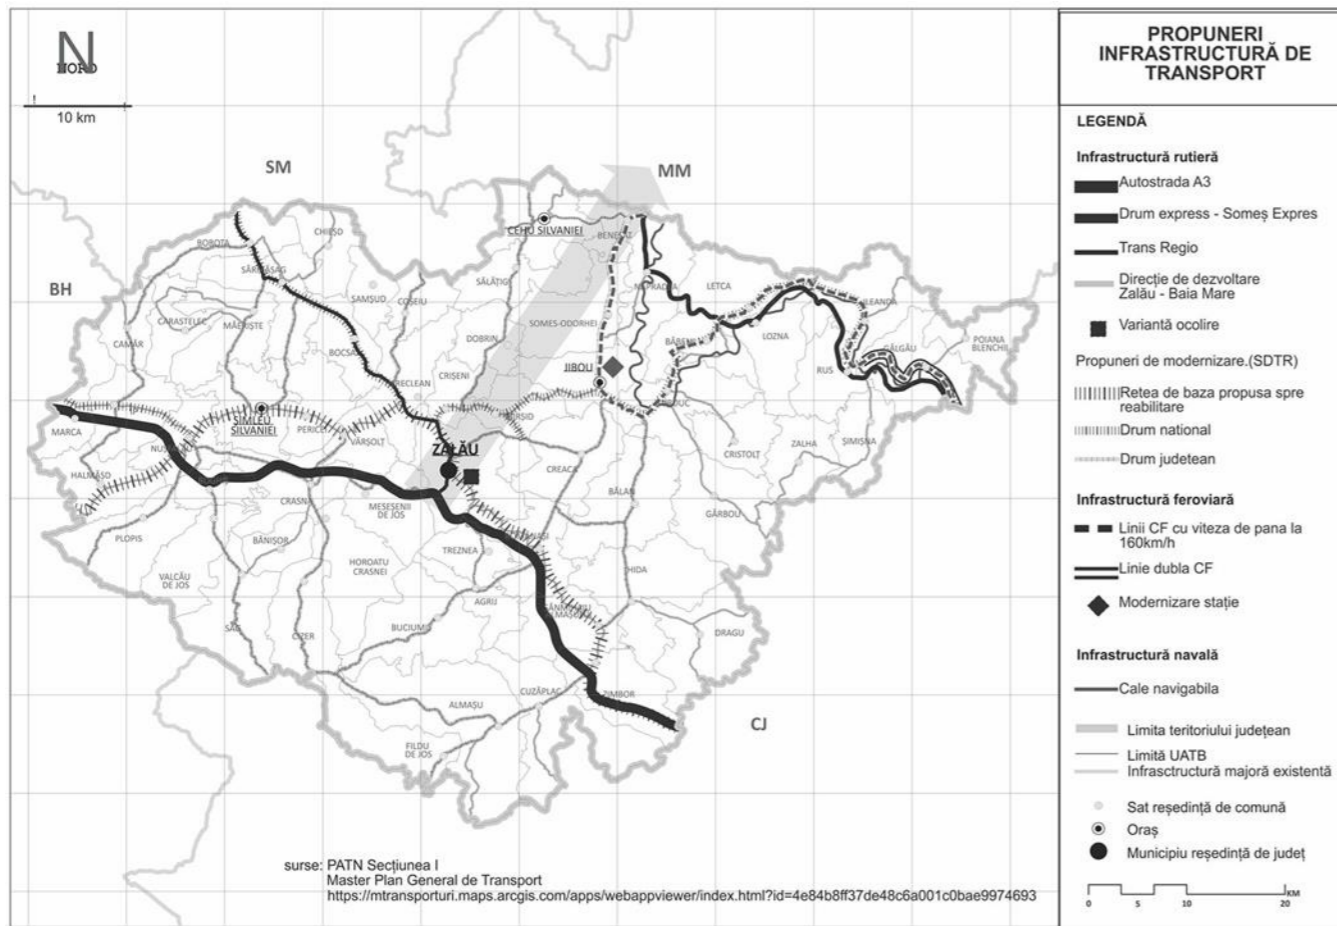 N
NORD
10 km
SM
MM
BH
CJ
CEHU SILVANIEI
BENESAT
CHIEȘD
BOBOTA
SĂRMĂȘAG
SĂLĂȚIG
SAMȘUD
COȘEIU
NĂPRADEA
LETCA
ILEANDA
SOMEȘ-ODORHEI
CARASTELEC
MĂERIȘTE
DOBRIN
CAMĂR
BOCȘA
LOZNA
GÂLGĂU
POIANA
BLENCHII
JIBOU
CRIȘENI
RECLEAN
RUS
MARCA
ȘIMLEU
SILVANIEI
PERICEI
VÂRȘOLT
ZALĂU
ZALHA
SIMIȘNA
CRISTOLȚ
CREACA
HALMĂȘD
BĂLAN
CRASNA
MESEȘENII
DE JOS
GÂRBOU
PLOPIȘ
BĂNIȘOR
TREZNEA
HOROATU
CRASNEI
VALCĂU
DE JOS
HIDA
AGRIJ
BUCIUMI
SÂG
CIZER
DRAGU
CUZĂPLAC
ZIMBOR
ALMAȘU
FILDU
DE JOS
surse: PATN Secțiunea I
Master Plan General de Transport
https://mtransporturi.maps.arcgis.com/apps/webappviewer/index.html?id=4e84b8ff37de48c6a001c0bae9974693
PROPUNERI
INFRASTRUCTURĂ DE
TRANSPORT
LEGENDĂ
Infrastructură rutieră
Autostrada A3
Drum express - Someș Expres
Trans Regio
Direcție de dezvoltare
Zalău - Baia Mare
Variantă ocolire
Propuneri de modernizare.(SDTR)
Retea de baza propusa spre
reabilitare
Drum national
Drum judetean
Infrastructură feroviară
Linii CF cu viteza de pana la
160km/h
Linie dubla CF
Modernizare stație
Infrastructură navală
Cale navigabila
Limita teritoriului județean
Limită UATB
Infrasctructură majoră existentă
Sat reședință de comună
Oraș
Municipiu reședință de județ
KM
0 5 10 20